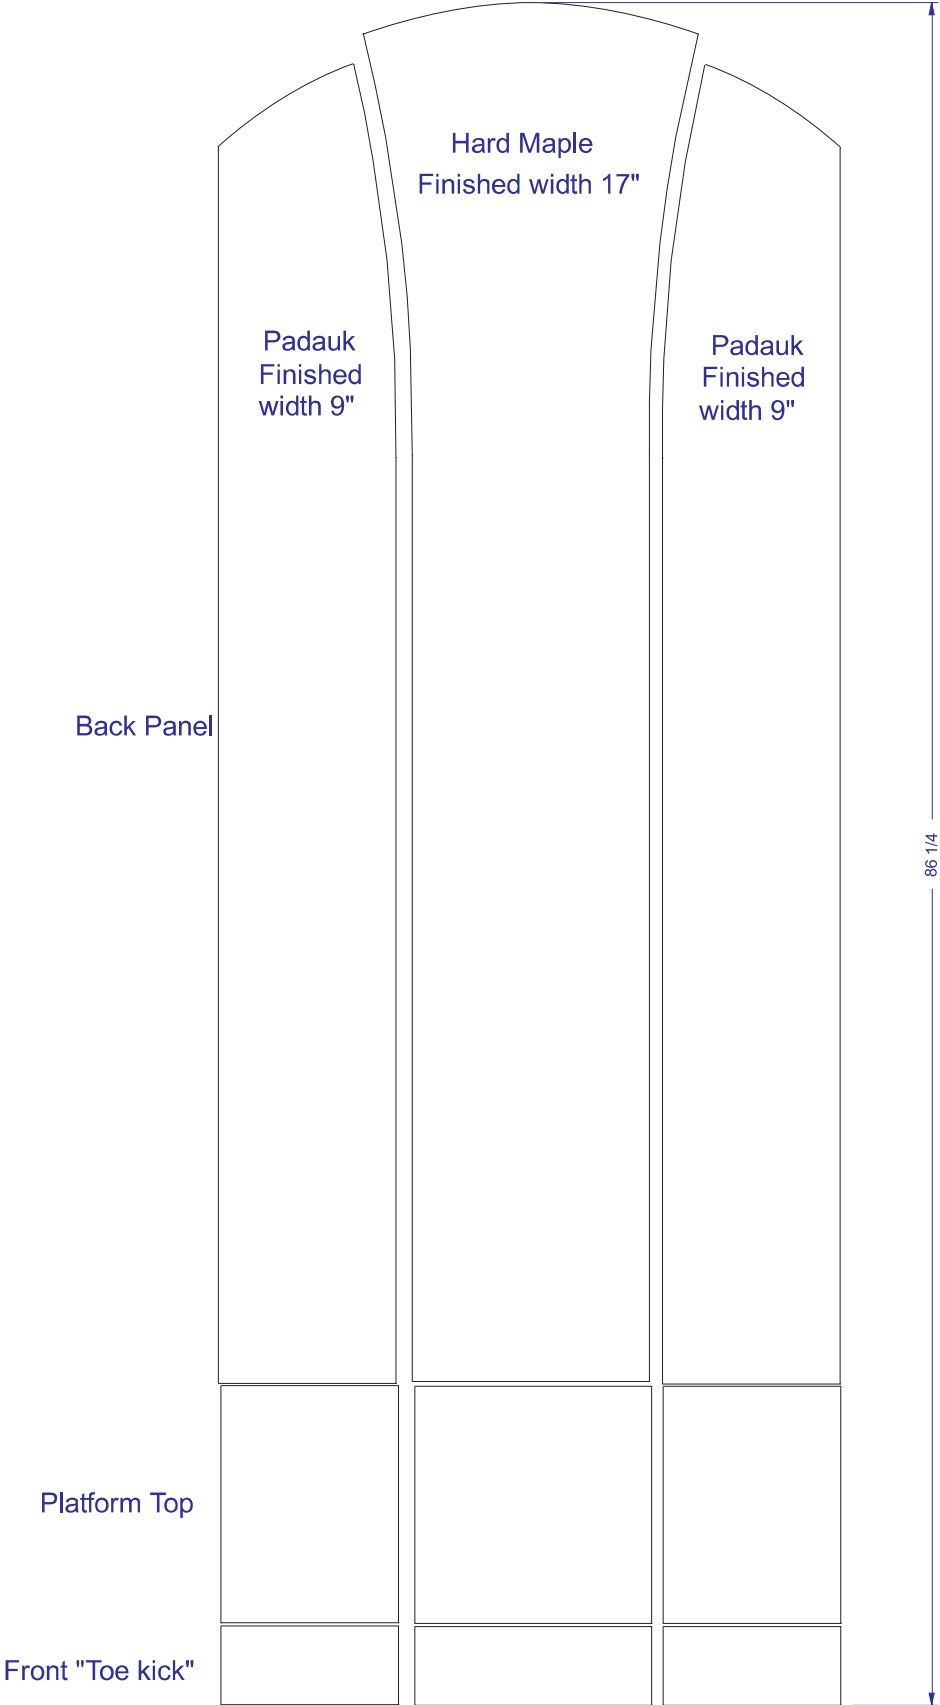 Hard Maple
Finished width 17"
Padauk
Finished
width 9"
Padauk
Finished
width 9"
Back Panel
86 1/4
Platform Top
Front "Toe kick"